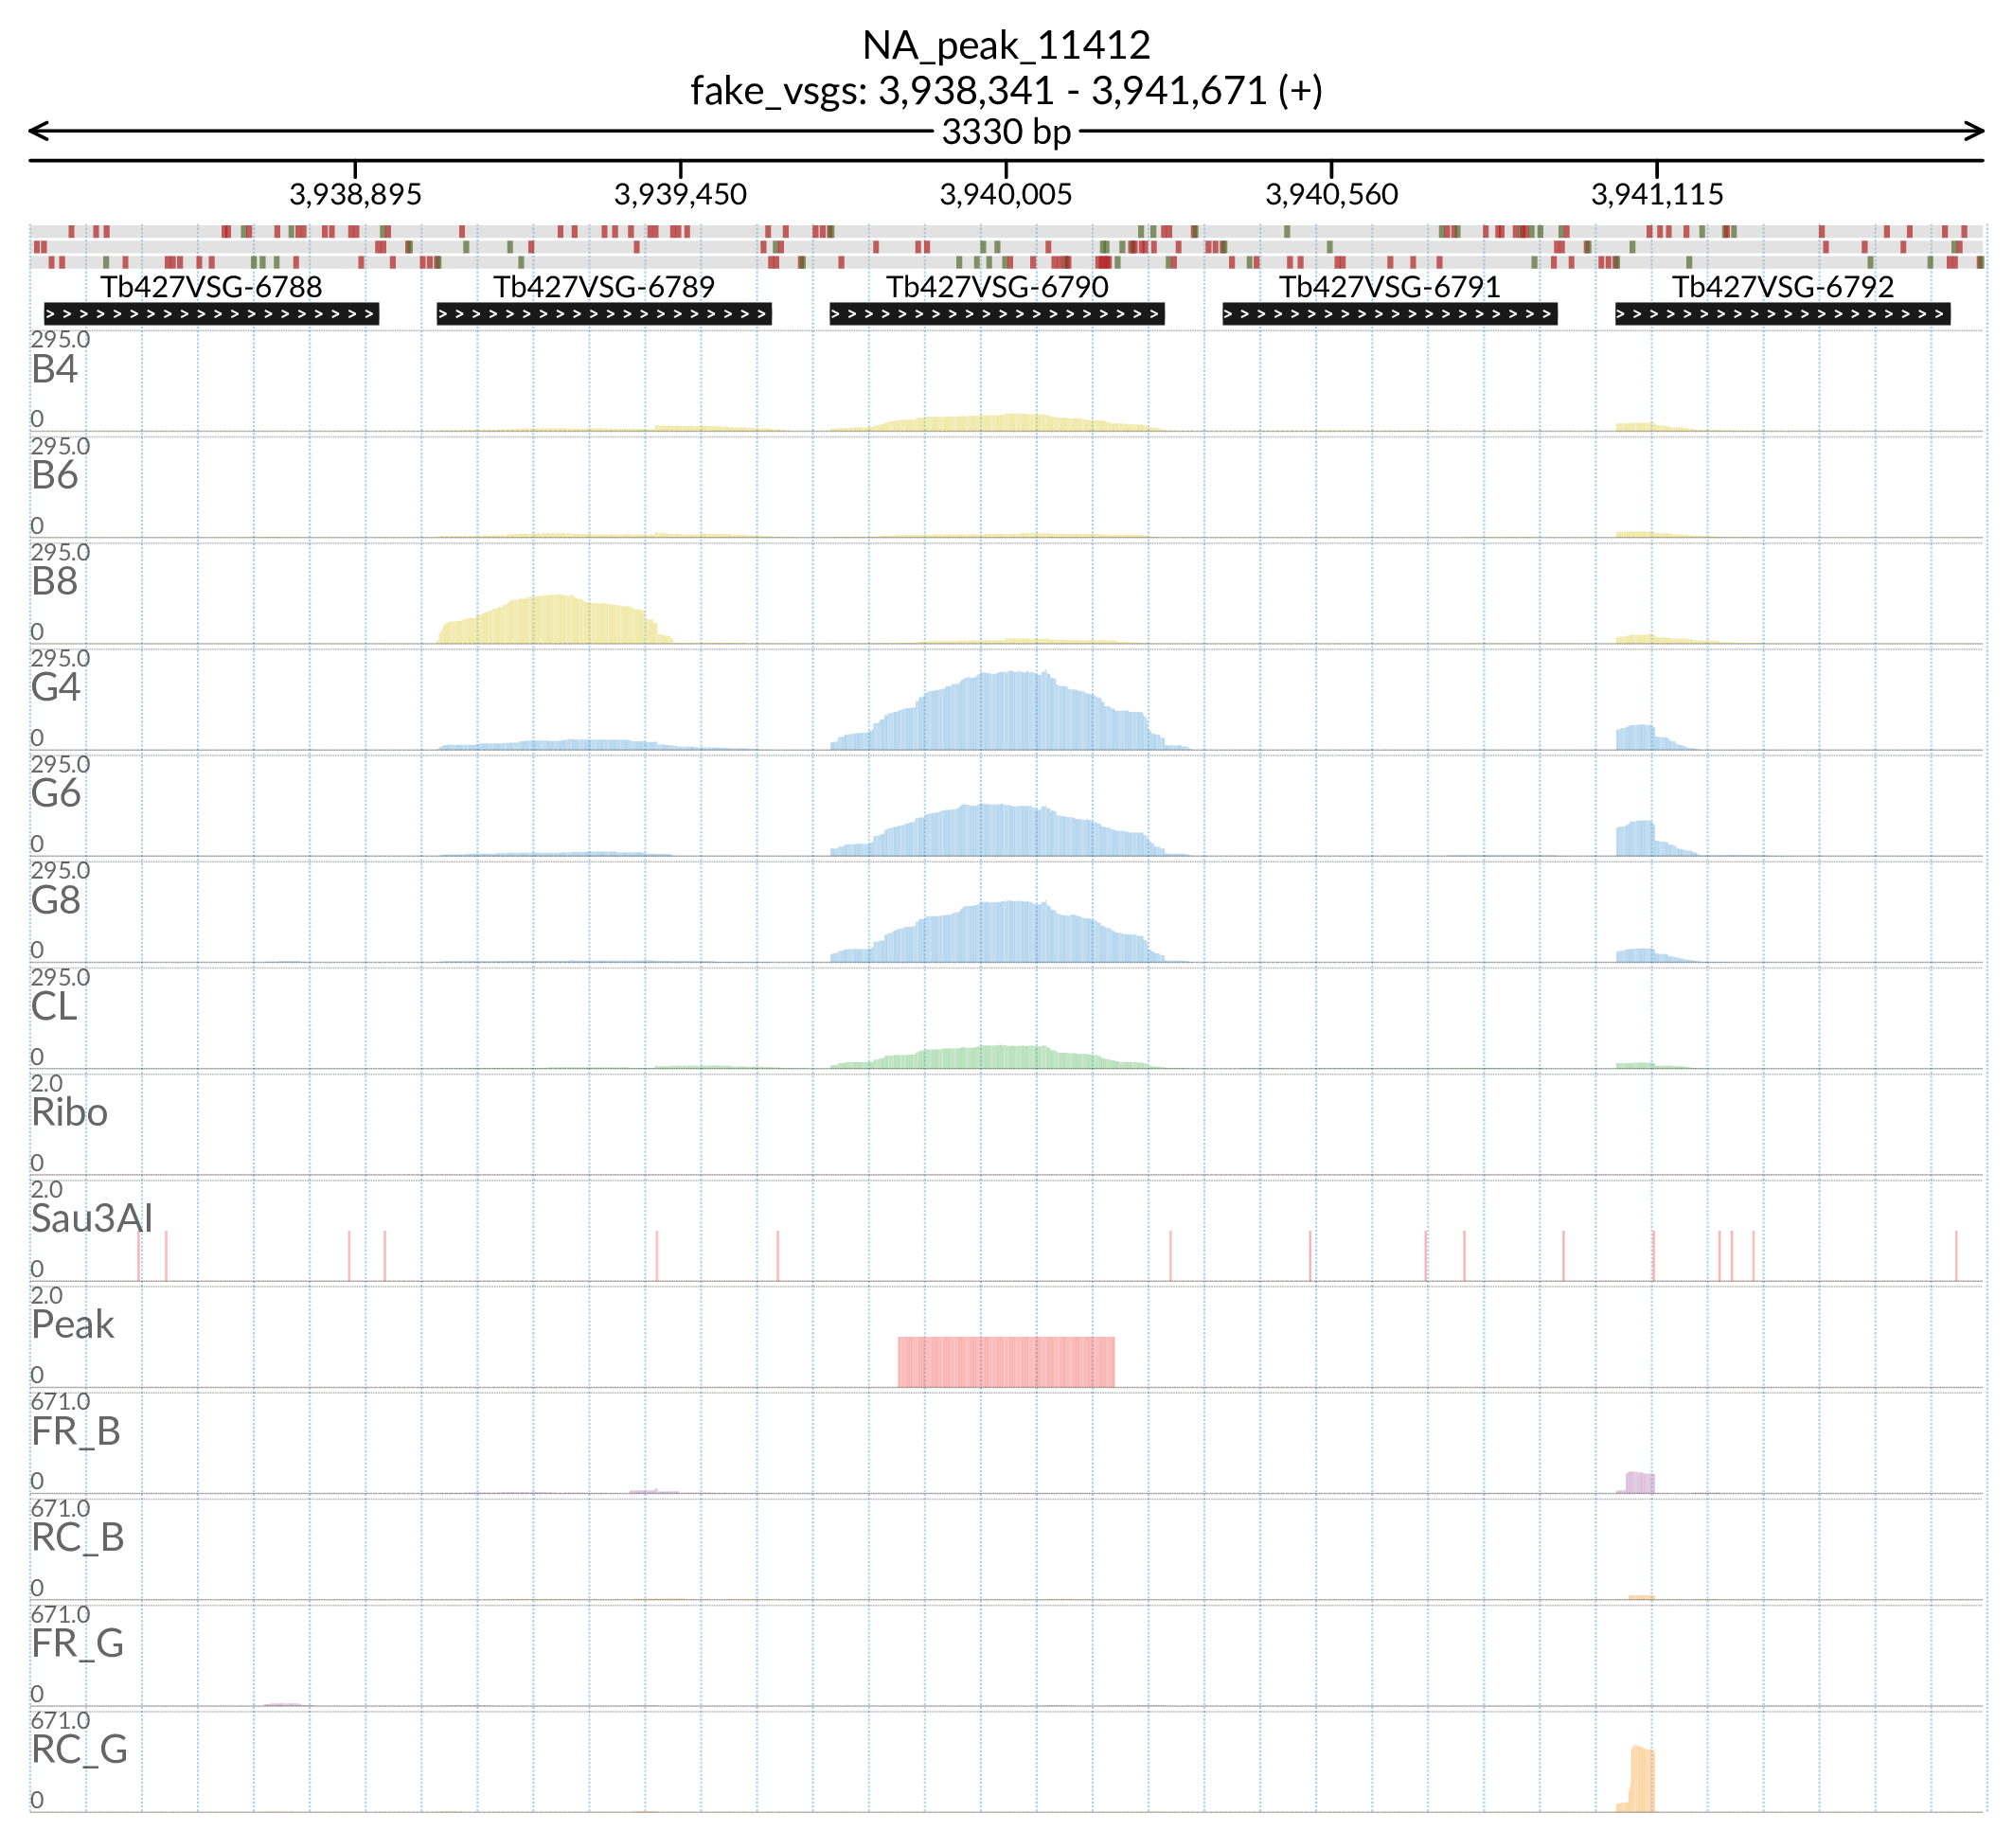 NA_peak_11412
fake_vsgs: 3,938,341 - 3,941,671 (+)
3330 bp
3,938,895 3,939,450 3,940,005 3,940,560 3,941,115
Tb427VSG-6788 Tb427VSG-6789 Tb427VSG-6790 Tb427VSG-6791 Tb427VSG-6792
295.0
B4
0
295.0
B6
0
295.0
B8
0
295.0
G4
0
295.0
G6
0
295.0
G8
0
295.0
CL
0
2.0
Ribo
0
2.0
Sau3AI
0
2.0
Peak
0
671.0
FR_B
0
671.0
RC_B
0
671.0
FR_G
0
671.0
RC_G
0